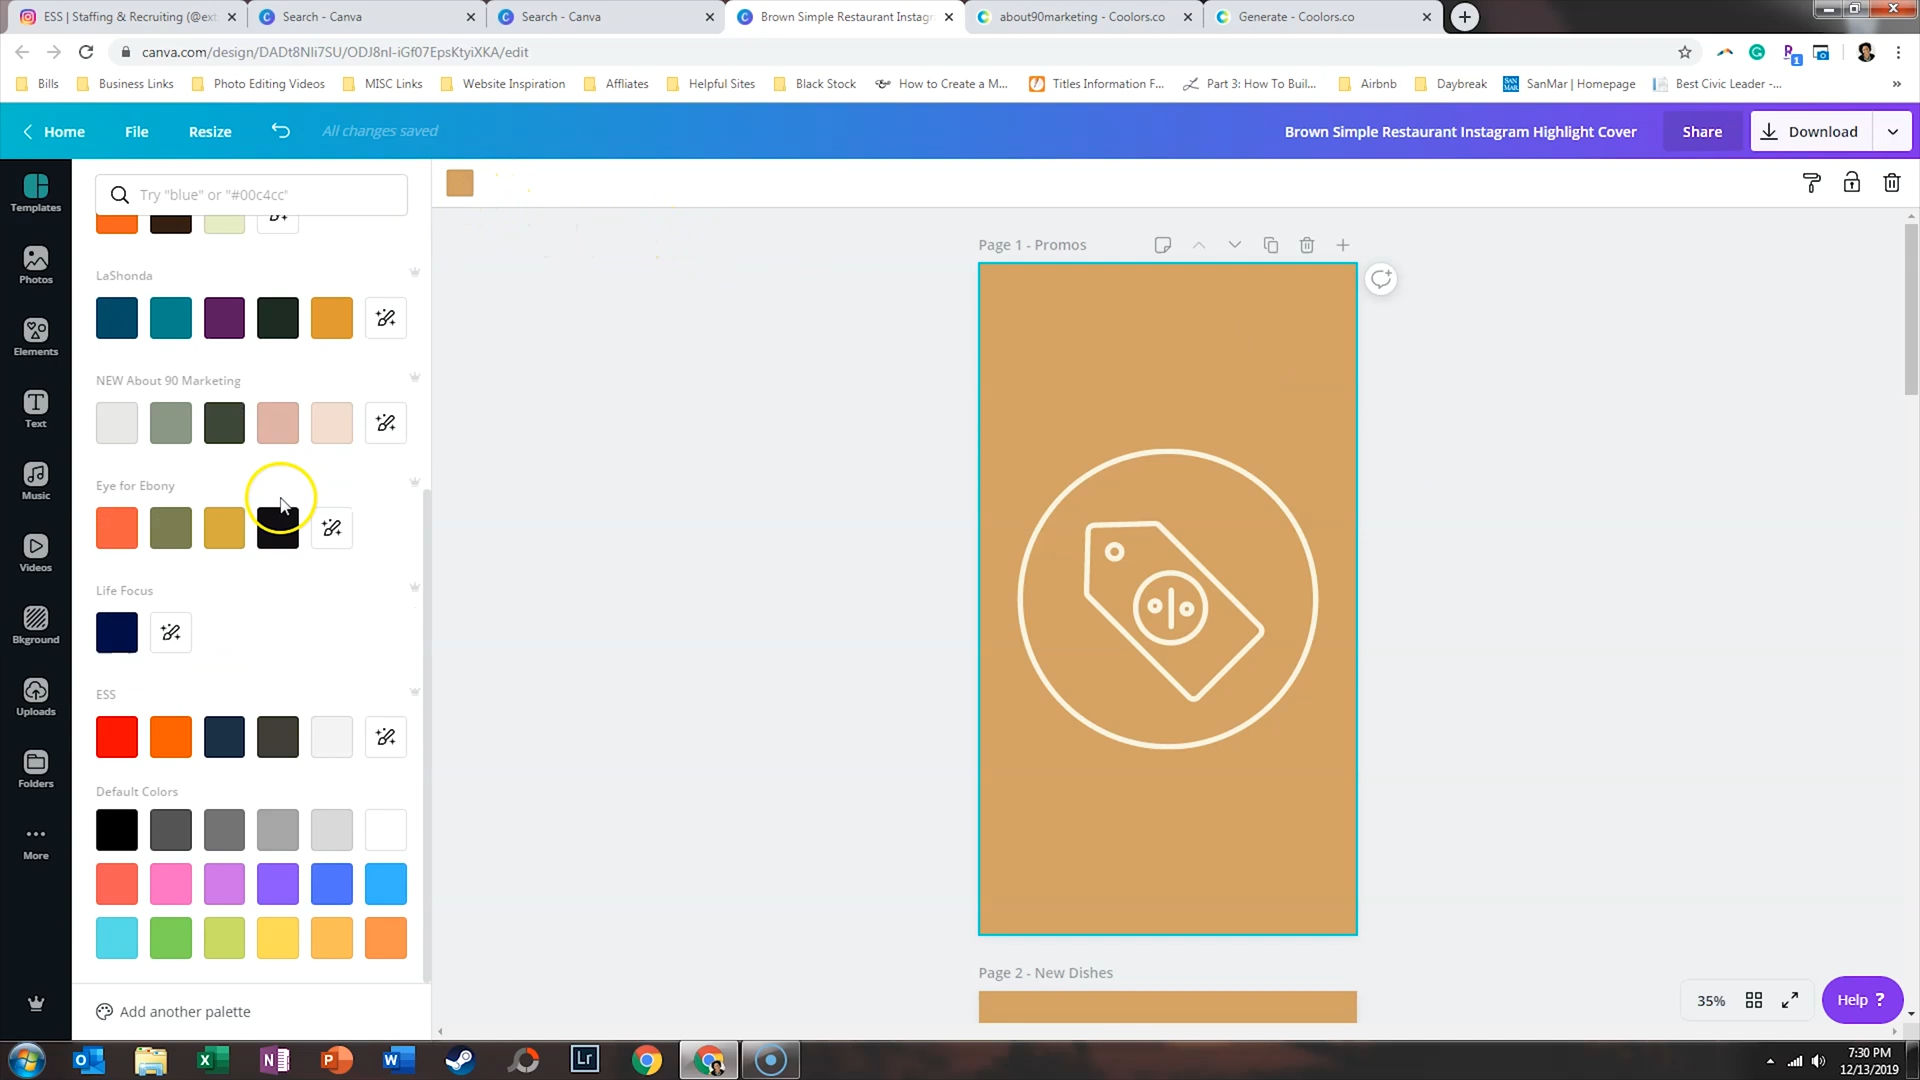 ESS | Staffing & Recruiting (@ext
Search - Canva
Search - Canva
Brown Simple Restaurant Instagr
about90marketing - Coolors.co
Generate - Coolors.co
canva.com/design/DADt8NIi7SU/ODJ8nI-iGf07EpsKtyiXKA/edit
Bills
Business Links
Photo Editing Videos
MISC Links
Website Inspiration
Affliates
Helpful Sites
Black Stock
How to Create a M...
Titles Information F...
Part 3: How To Buil...
Airbnb
Daybreak
SanMar | Homepage
Best Civic Leader -...
»
Home
File
Resize
All changes saved
Brown Simple Restaurant Instagram Highlight Cover
Share
Download
Templates
Photos
Elements
Text
Music
Videos
Bkground
Uploads
Folders
More
Try "blue" or "#00c4cc"
LaShonda
NEW About 90 Marketing
Eye for Ebony
Life Focus
ESS
Default Colors
Add another palette
Page 1 - Promos
Page 2 - New Dishes
35%
Help ?
Lr
7:30 PM
12/13/2019